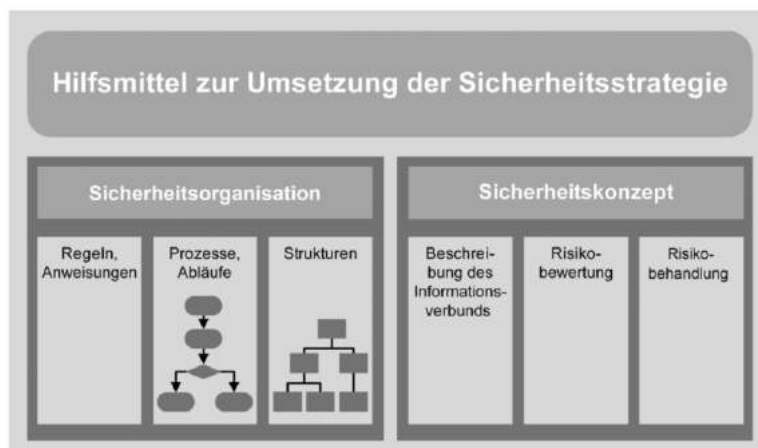 Hilfsmittel zur Umsetzung der Sicherheitsstrategie
Sicherheitsorganisation
Regeln,
Anweisungen
Prozesse,
Abläufe
Strukturen
Sicherheitskonzept
Beschrei-
bung des
Informations-
verbunds
Risiko-
bewertung
Risiko-
behandlung